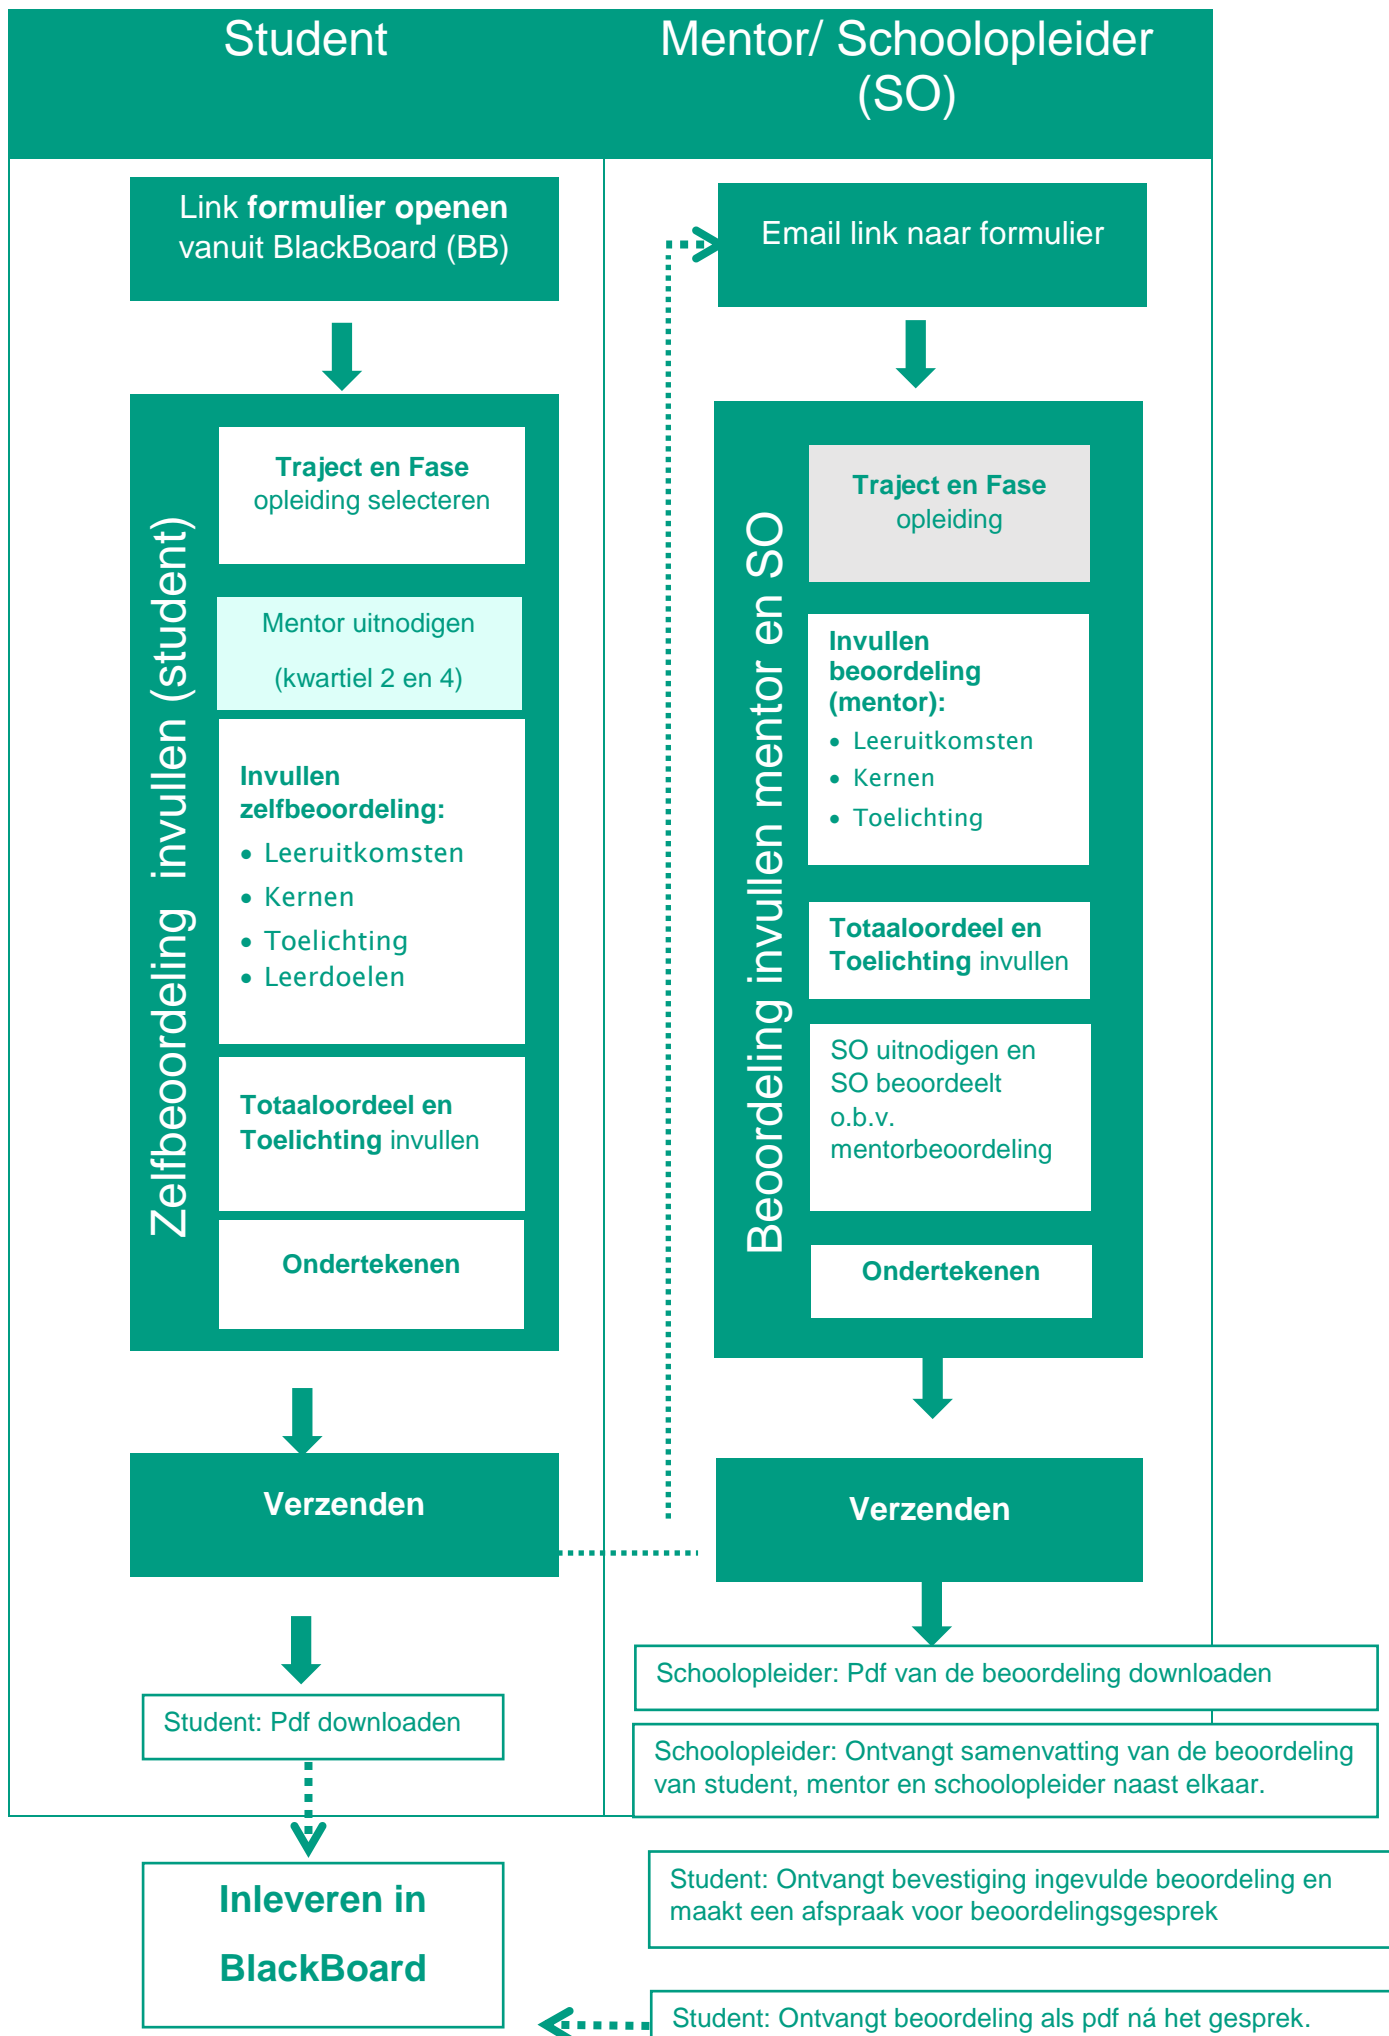 Student
Mentor/ Schoolopleider
(SO)
Link formulier openen
vanuit BlackBoard (BB)
Zelfbeoordeling invullen (student)
Traject en Fase
opleiding selecteren
Mentor uitnodigen
(kwartiel 2 en 4)
Invullen
zelfbeoordeling:
• Leeruitkomsten
• Kernen
• Toelichting
• Leerdoelen
Totaaloordeel en
Toelichting invullen
Ondertekenen
Verzenden
Student: Pdf downloaden
Inleveren in
BlackBoard
Email link naar formulier
Beoordeling invullen mentor en SO
Traject en Fase
opleiding
Invullen
beoordeling
(mentor):
• Leeruitkomsten
• Kernen
• Toelichting
Totaaloordeel en
Toelichting invullen
SO uitnodigen en
SO beoordeelt
o.b.v.
mentorbeoordeling
Ondertekenen
Verzenden
Schoolopleider: Pdf van de beoordeling downloaden
Schoolopleider: Ontvangt samenvatting van de beoordeling
van student, mentor en schoolopleider naast elkaar.
Student: Ontvangt bevestiging ingevulde beoordeling en
maakt een afspraak voor beoordelingsgesprek
Student: Ontvangt beoordeling als pdf ná het gesprek.